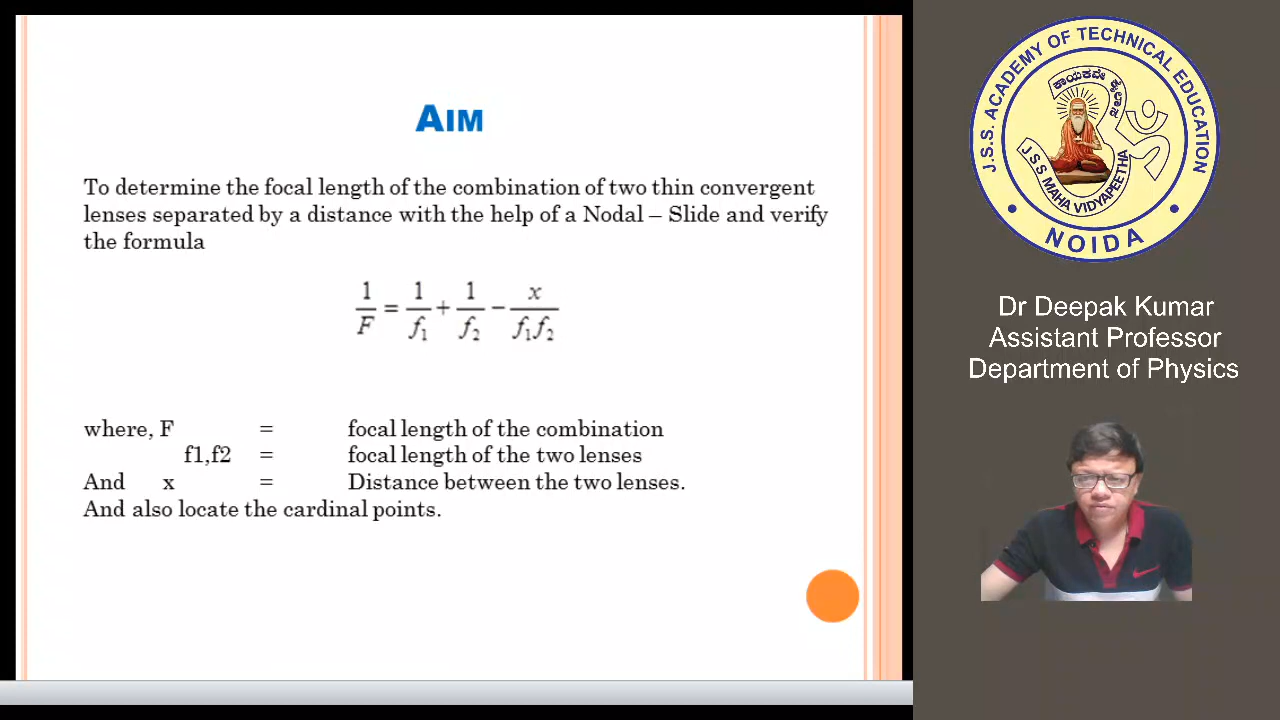 AIM
To determine the focal length of the combination of two thin convergent
lenses separated by a distance with the help of a Nodal – Slide and verify
the formula
1/F = 1/f₁ + 1/f₂ − x/f₁f₂
where, F = focal length of the combination
f1,f2 = focal length of the two lenses
And x = Distance between the two lenses.
And also locate the cardinal points.
J.S.S. ACADEMY OF TECHNICAL EDUCATION
ಕಾಯಕವೇ ಕೈಲಾಸ
JSS MAHA VIDYAPEETHA
NOIDA
Dr Deepak Kumar
Assistant Professor
Department of Physics